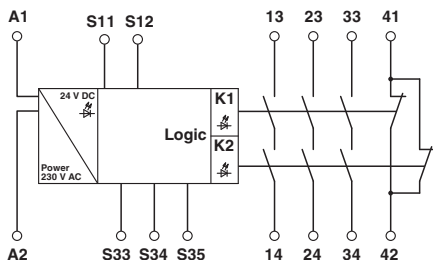 A1 S11 S12 13 23 33 41
24 V DC
K1
Logic
K2
Power
230 V AC
A2 S33 S34 S35 14 24 34 42